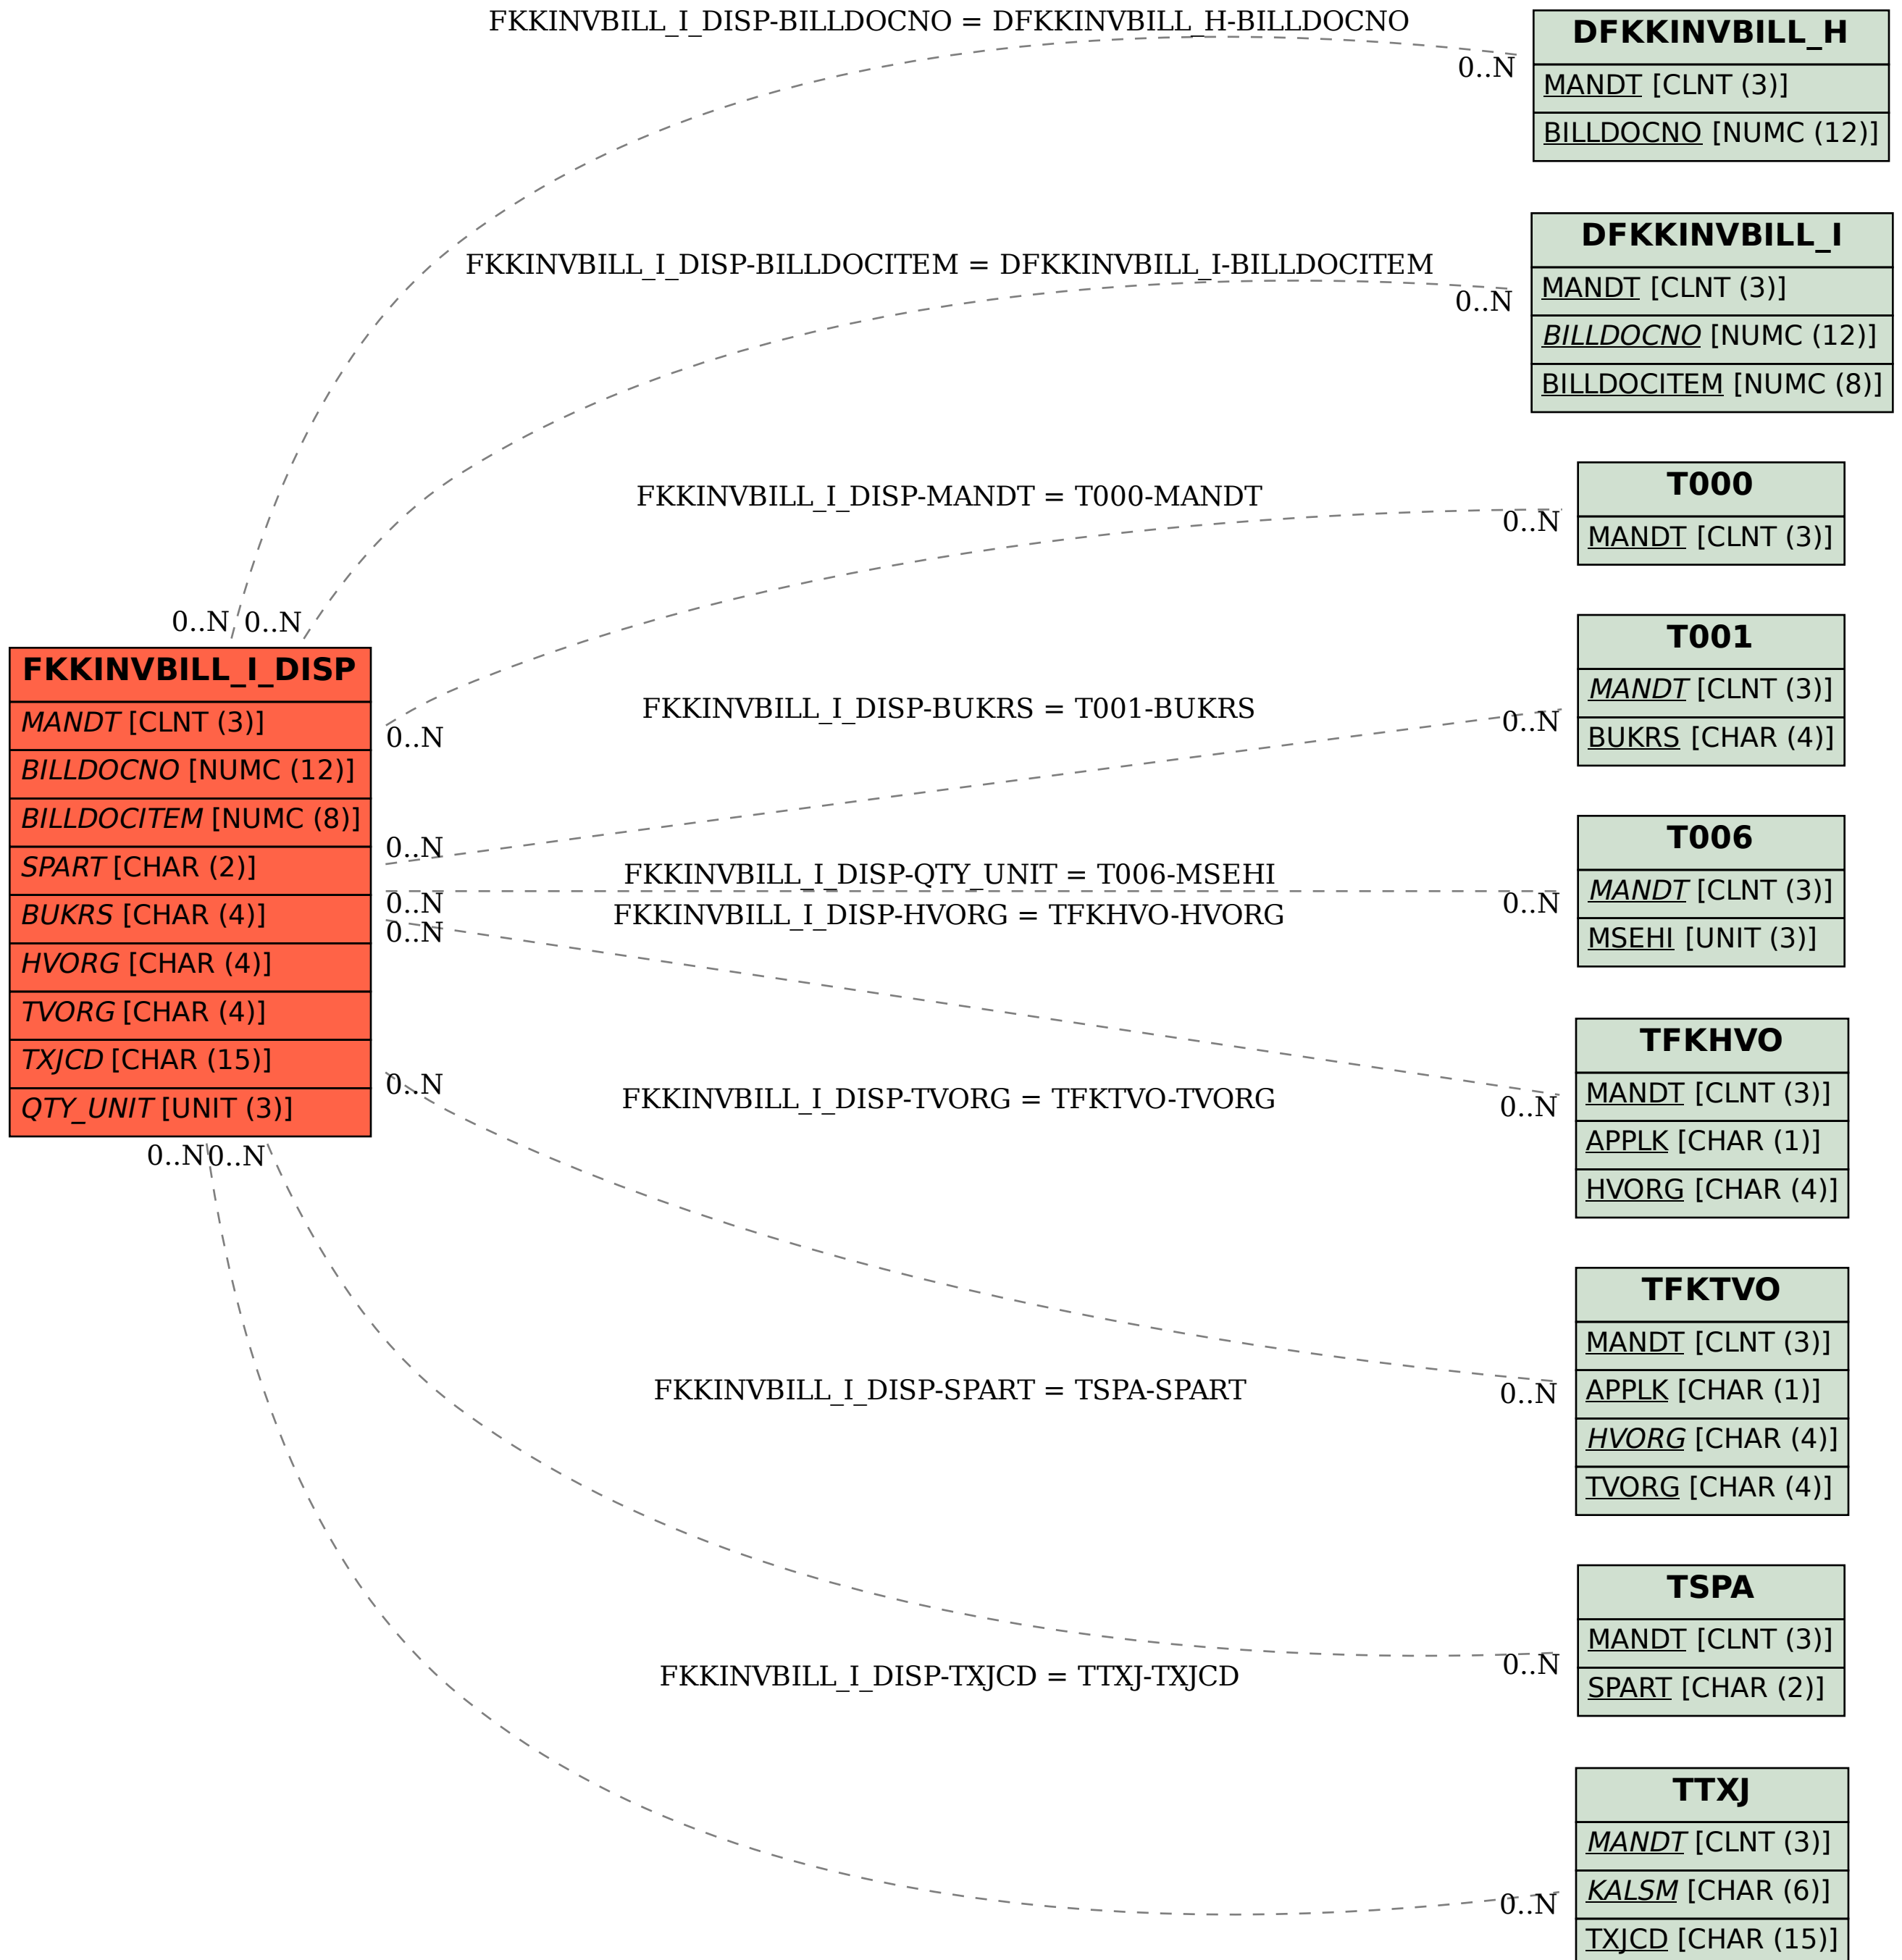 FKKINVBILL_I_DISP-BILLDOCNO = DFKKINVBILL_H-BILLDOCNO
0..N
DFKKINVBILL_H
MANDT [CLNT (3)]
BILLDOCNO [NUMC (12)]
FKKINVBILL_I_DISP-BILLDOCITEM = DFKKINVBILL_I-BILLDOCITEM
0..N
DFKKINVBILL_I
MANDT [CLNT (3)]
BILLDOCNO [NUMC (12)]
BILLDOCITEM [NUMC (8)]
FKKINVBILL_I_DISP-MANDT = T000-MANDT
0..N
T000
MANDT [CLNT (3)]
0..N 0..N
FKKINVBILL_I_DISP
MANDT [CLNT (3)]
BILLDOCNO [NUMC (12)]
BILLDOCITEM [NUMC (8)]
SPART [CHAR (2)]
BUKRS [CHAR (4)]
HVORG [CHAR (4)]
TVORG [CHAR (4)]
TXJCD [CHAR (15)]
QTY_UNIT [UNIT (3)]
0..N
0..N
0..N
0..N
0..N
0..N 0..N
FKKINVBILL_I_DISP-BUKRS = T001-BUKRS
0..N
T001
MANDT [CLNT (3)]
BUKRS [CHAR (4)]
FKKINVBILL_I_DISP-QTY_UNIT = T006-MSEHI
0..N
T006
MANDT [CLNT (3)]
MSEHI [UNIT (3)]
FKKINVBILL_I_DISP-HVORG = TFKHVO-HVORG
0..N
TFKHVO
MANDT [CLNT (3)]
APPLK [CHAR (1)]
HVORG [CHAR (4)]
FKKINVBILL_I_DISP-TVORG = TFKTVO-TVORG
0..N
TFKTVO
MANDT [CLNT (3)]
APPLK [CHAR (1)]
HVORG [CHAR (4)]
TVORG [CHAR (4)]
FKKINVBILL_I_DISP-SPART = TSPA-SPART
0..N
TSPA
MANDT [CLNT (3)]
SPART [CHAR (2)]
FKKINVBILL_I_DISP-TXJCD = TTXJ-TXJCD
0..N
TTXJ
MANDT [CLNT (3)]
KALSM [CHAR (6)]
TXJCD [CHAR (15)]